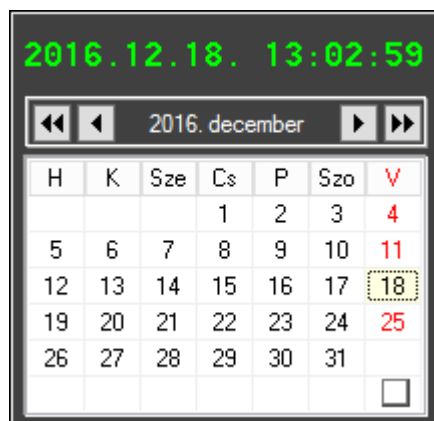 2016.12.18. 13:02:59
2016. december
H K Sze Cs P Szo V
1 2 3 4
5 6 7 8 9 10 11
12 13 14 15 16 17 18
19 20 21 22 23 24 25
26 27 28 29 30 31